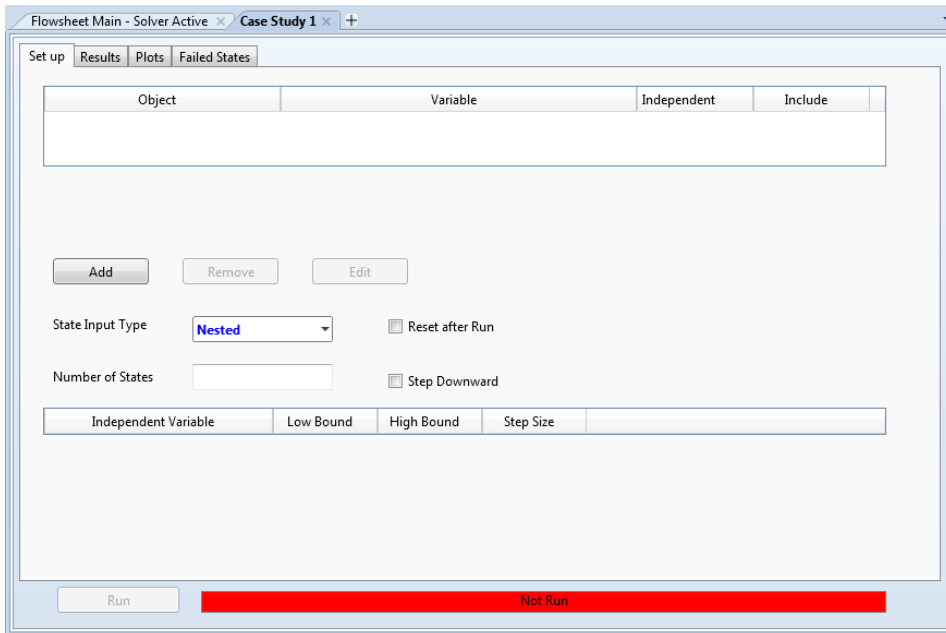 Flowsheet Main - Solver Active × Case Study 1 × +
Set up Results Plots Failed States
Object Variable Independent Include
Add Remove Edit
State Input Type Nested Reset after Run
Number of States Step Downward
Independent Variable Low Bound High Bound Step Size
Run Not Run